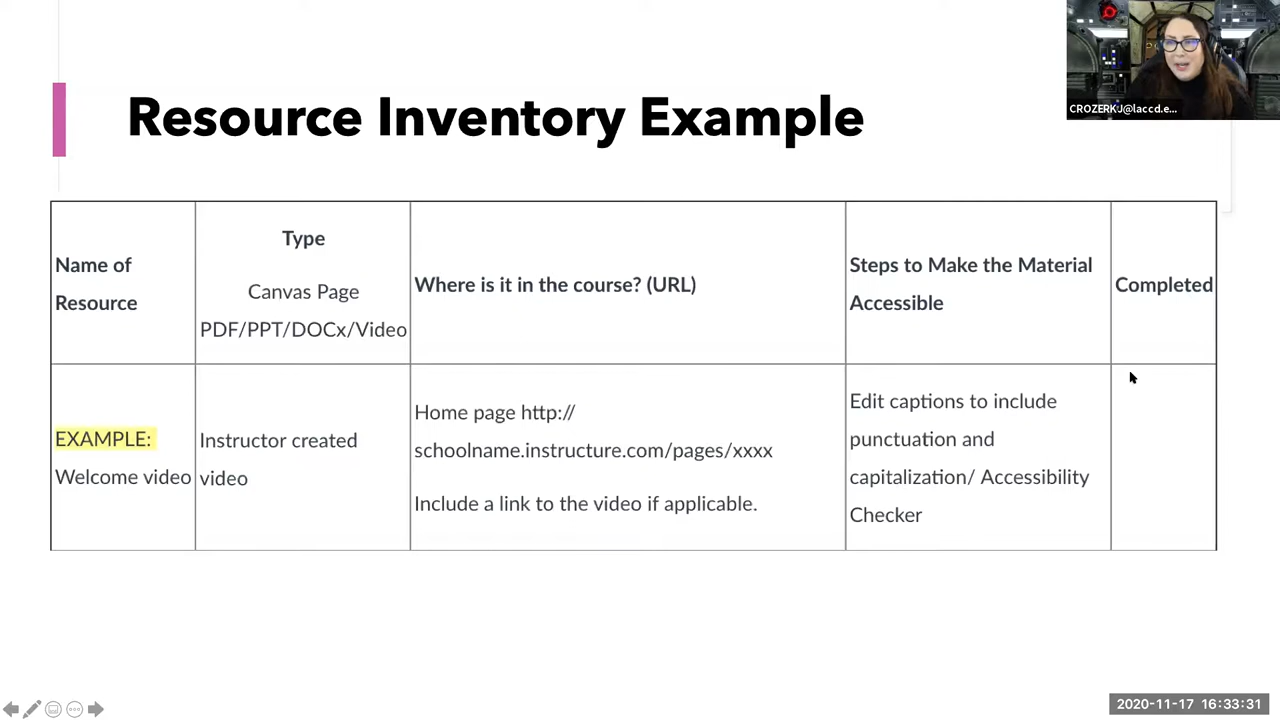 CROZERKJ@laccd.e...
Resource Inventory Example
Name of
Resource
Type
Canvas Page
PDF/PPT/DOCx/Video
Where is it in the course? (URL)
Steps to Make the Material
Accessible
Completed
EXAMPLE:
Welcome video
Instructor created
video
Home page http://
schoolname.instructure.com/pages/xxxx
Include a link to the video if applicable.
Edit captions to include
punctuation and
capitalization/ Accessibility
Checker
2020-11-17 16:33:31